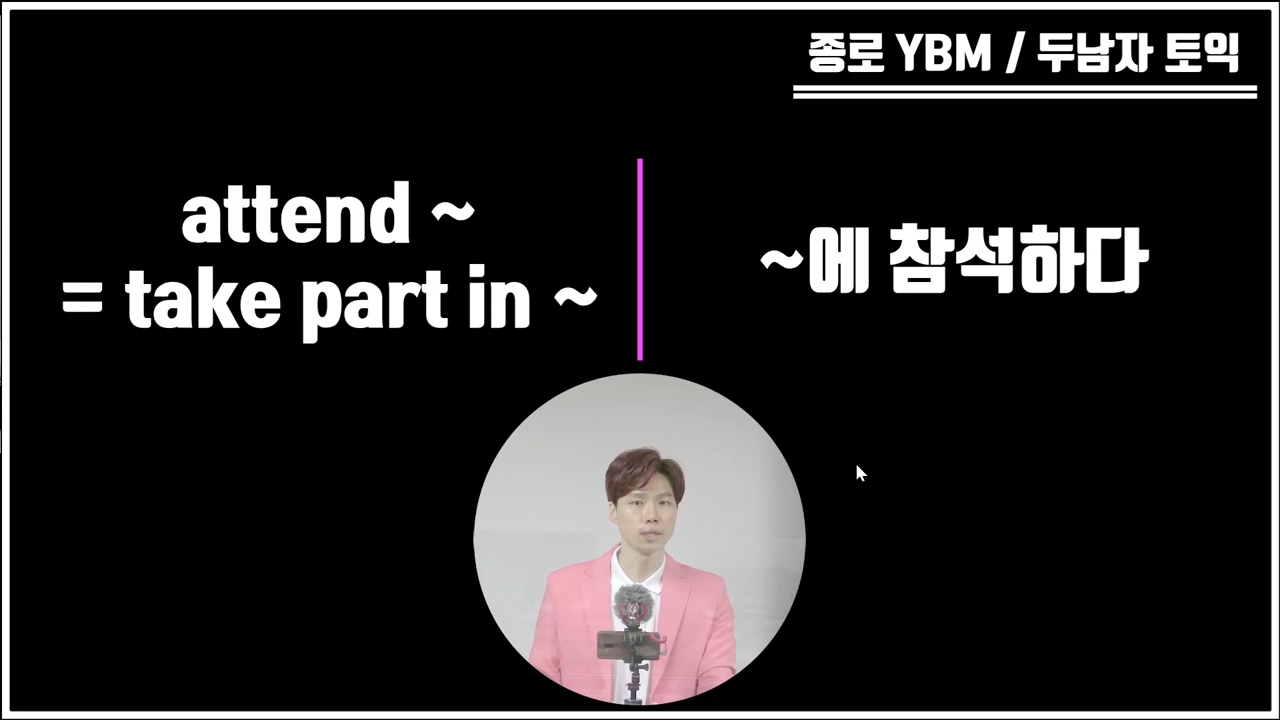 종로 YBM / 두남자 토익
attend ~
= take part in ~
~에 참석하다